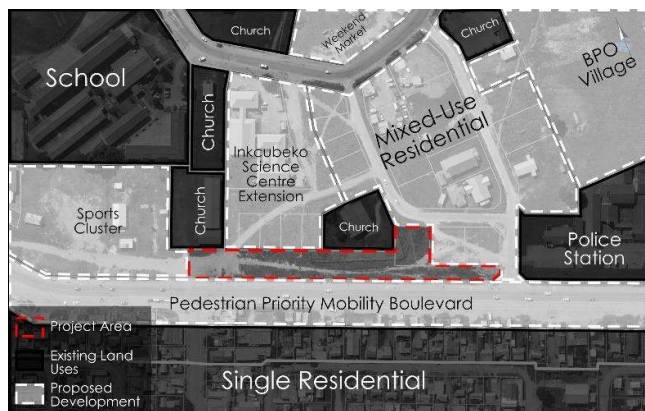 Church
Weekend
Market
Church
BPO
Village
School
Church
Mixed-Use
Residential
Inkqubeko
Science
Centre
Extension
Church
Church
Sports
Cluster
Police
Station
Pedestrian Priority Mobility Boulevard
Project Area
Existing Land
Uses
Proposed
Development
Single Residential